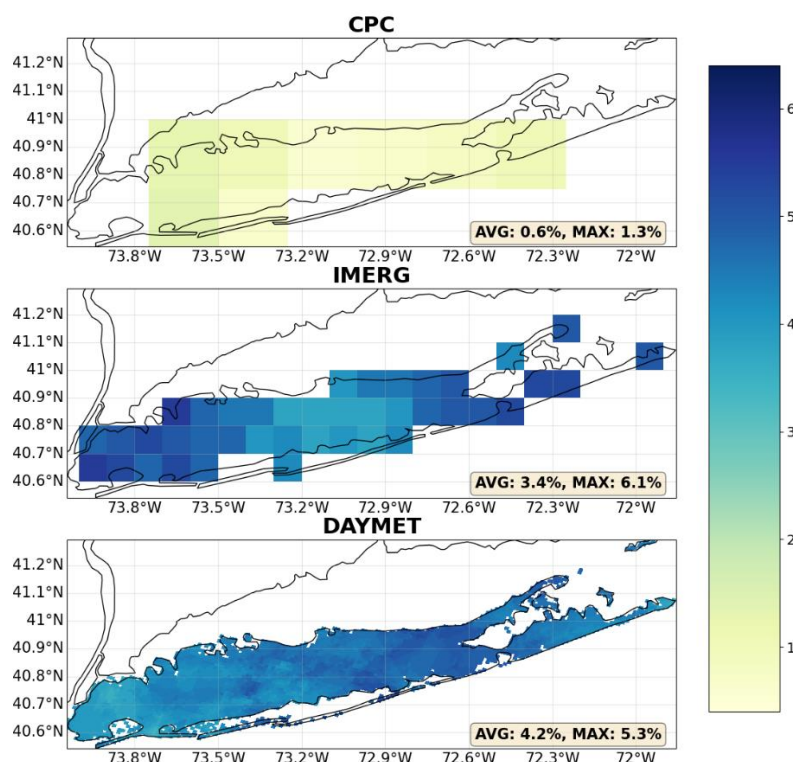 CPC
41.2°N
41.1°N
41°N
40.9°N
40.8°N
40.7°N
40.6°N
AVG: 0.6%, MAX: 1.3%
73.8°W 73.5°W 73.2°W 72.9°W 72.6°W 72.3°W 72°W
IMERG
41.2°N
41.1°N
41°N
40.9°N
40.8°N
40.7°N
40.6°N
AVG: 3.4%, MAX: 6.1%
73.8°W 73.5°W 73.2°W 72.9°W 72.6°W 72.3°W 72°W
DAYMET
41.2°N
41.1°N
41°N
40.9°N
40.8°N
40.7°N
40.6°N
AVG: 4.2%, MAX: 5.3%
73.8°W 73.5°W 73.2°W 72.9°W 72.6°W 72.3°W 72°W
6
5
4
3
2
1